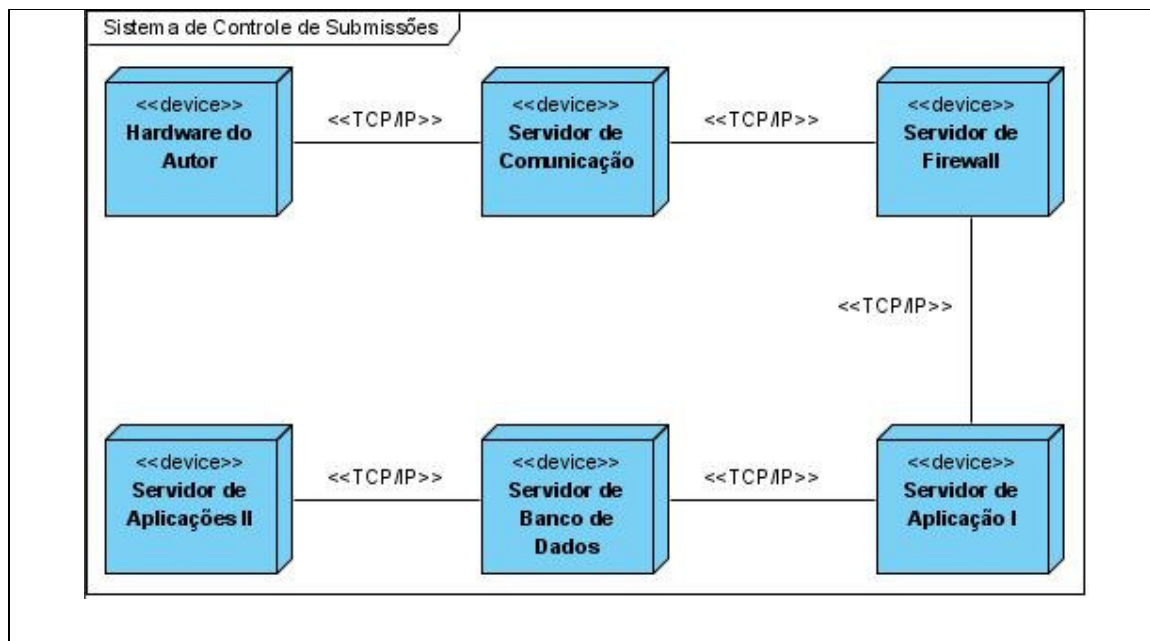 Sistema de Controle de Submissões
<<device>>
Hardware do
Autor
<<TCP/IP>>
<<device>>
Servidor de
Comunicação
<<TCP/IP>>
<<device>>
Servidor de
Firewall
<<TCP/IP>>
<<device>>
Servidor de
Aplicações II
<<TCP/IP>>
<<device>>
Servidor de
Banco de
Dados
<<TCP/IP>>
<<device>>
Servidor de
Aplicação I